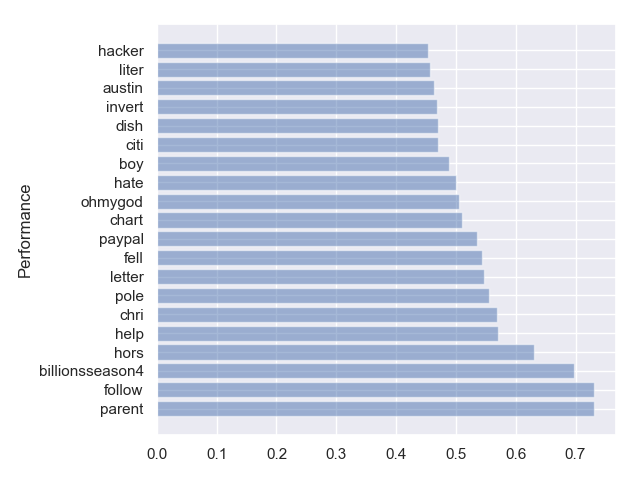 hacker
liter
austin
invert
dish
citi
boy
hate
ohmygod
chart
paypal
fell
letter
pole
chri
help
hors
billionsseason4
follow
parent
Performance
0.0 0.1 0.2 0.3 0.4 0.5 0.6 0.7